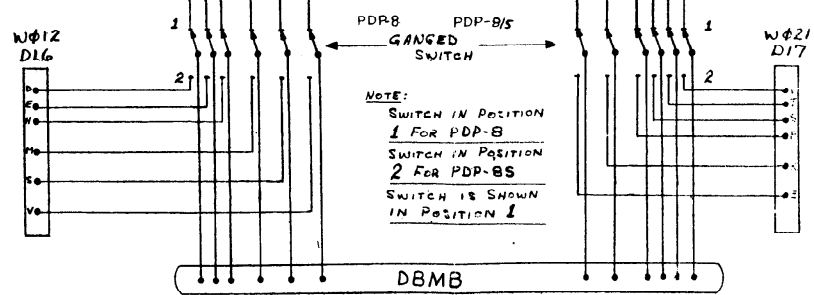 PDP-8 PDP-8/S
1
1
WØ12
D16
GANGED
SWITCH
WØ21
D17
2
2
D
E
H
M
S
V
NOTE:
SWITCH IN POSITION
1 FOR PDP-8
SWITCH IN POSITION
2 FOR PDP-8S
SWITCH IS SHOWN
IN POSITION 1
DBMB